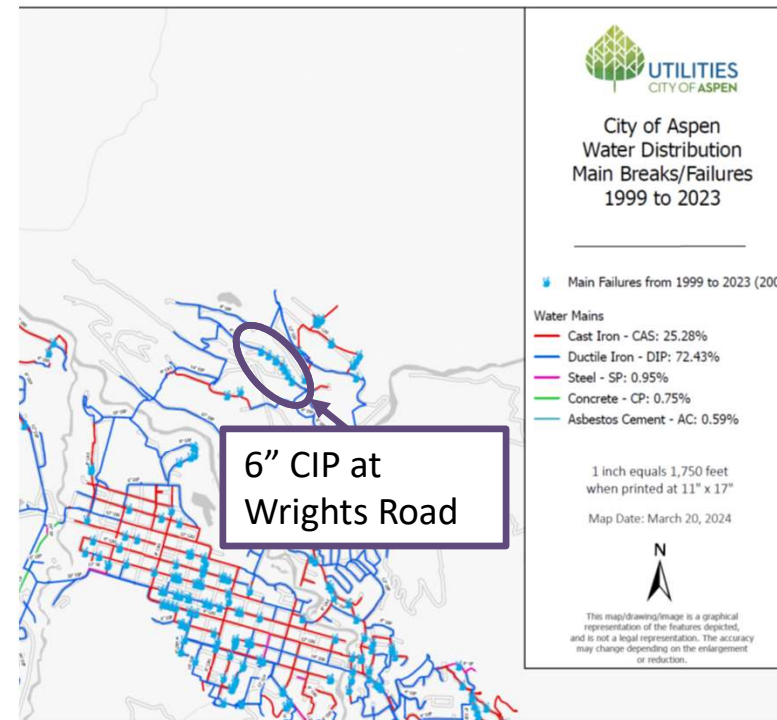 UTILITIES
CITY OF ASPEN
City of Aspen
Water Distribution
Main Breaks/Failures
1999 to 2023
Main Failures from 1999 to 2023 (200
Water Mains
Cast Iron - CAS: 25.28%
Ductile Iron - DIP: 72.43%
Steel - SP: 0.95%
Concrete - CP: 0.75%
Asbestos Cement - AC: 0.59%
1 inch equals 1,750 feet
when printed at 11" x 17"
Map Date: March 20, 2024
N
This map/drawing/image is a graphical
representation of the features depicted,
and is not a legal representation. The accuracy
may change depending on the enlargement
or reduction.
6” CIP at
Wrights Road